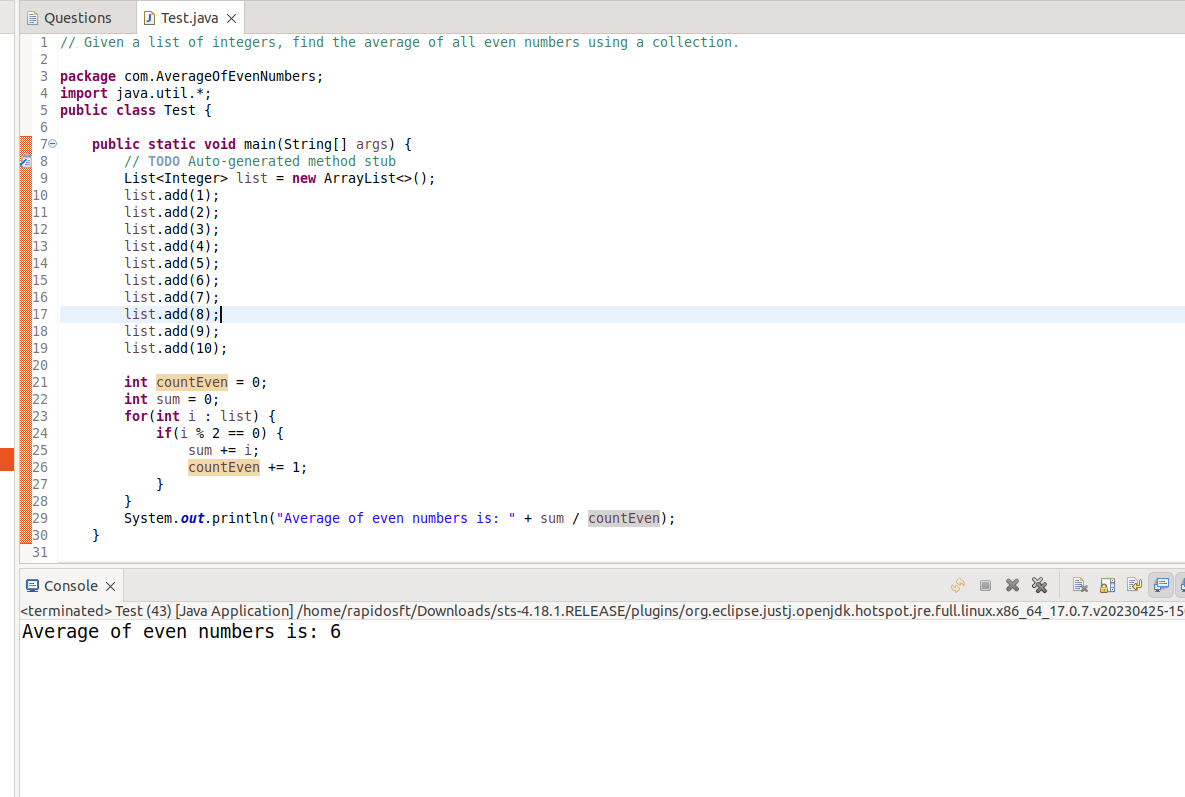 Questions
Test.java
1 // Given a list of integers, find the average of all even numbers using a collection.
2
3 package com.AverageOfEvenNumbers;
4 import java.util.*;
5 public class Test {
6
7 public static void main(String[] args) {
8 // TODO Auto-generated method stub
9 List<Integer> list = new ArrayList<>();
10 list.add(1);
11 list.add(2);
12 list.add(3);
13 list.add(4);
14 list.add(5);
15 list.add(6);
16 list.add(7);
17 list.add(8);
18 list.add(9);
19 list.add(10);
20
21 int countEven = 0;
22 int sum = 0;
23 for(int i : list) {
24 if(i % 2 == 0) {
25 sum += i;
26 countEven += 1;
27 }
28 }
29 System.out.println("Average of even numbers is: " + sum / countEven);
30 }
31
Console
<terminated> Test (43) [Java Application] /home/rapidosft/Downloads/sts-4.18.1.RELEASE/plugins/org.eclipse.justj.openjdk.hotspot.jre.full.linux.x86_64_17.0.7.v20230425-15
Average of even numbers is: 6